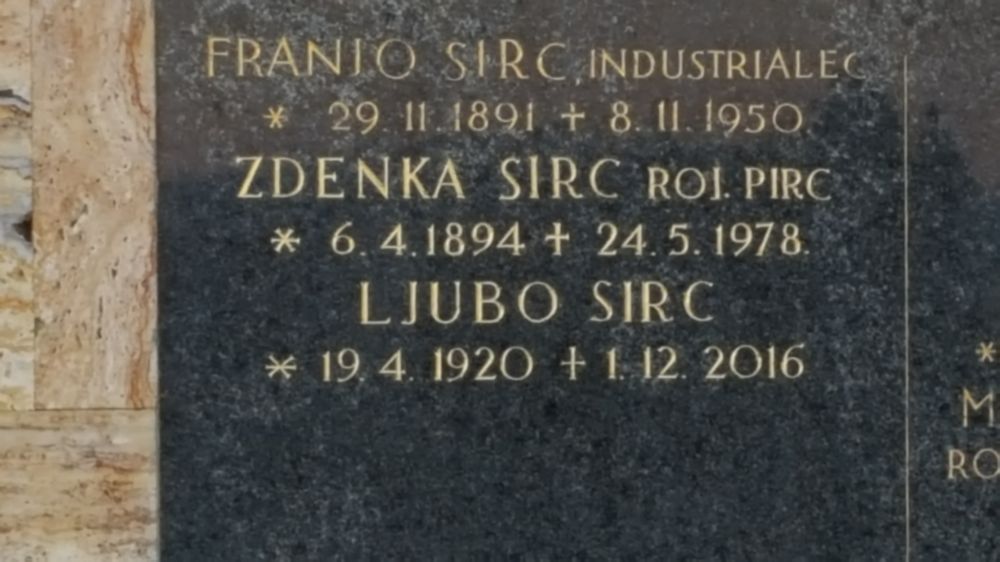 FRANJO SIRC, INDUSTRIALEC
* 29. 11. 1891 + 8. 11. 1950
ZDENKA SIRC ROJ. PIRC
* 6. 4. 1894 + 24. 5. 1978.
LJUBO SIRC
* 19. 4. 1920 + 1. 12. 2016
*
M
RO